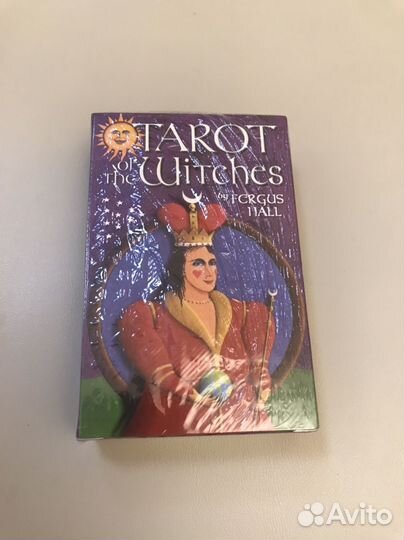 TAROT
of
THE Witches
by FERGUS
HALL
Avito